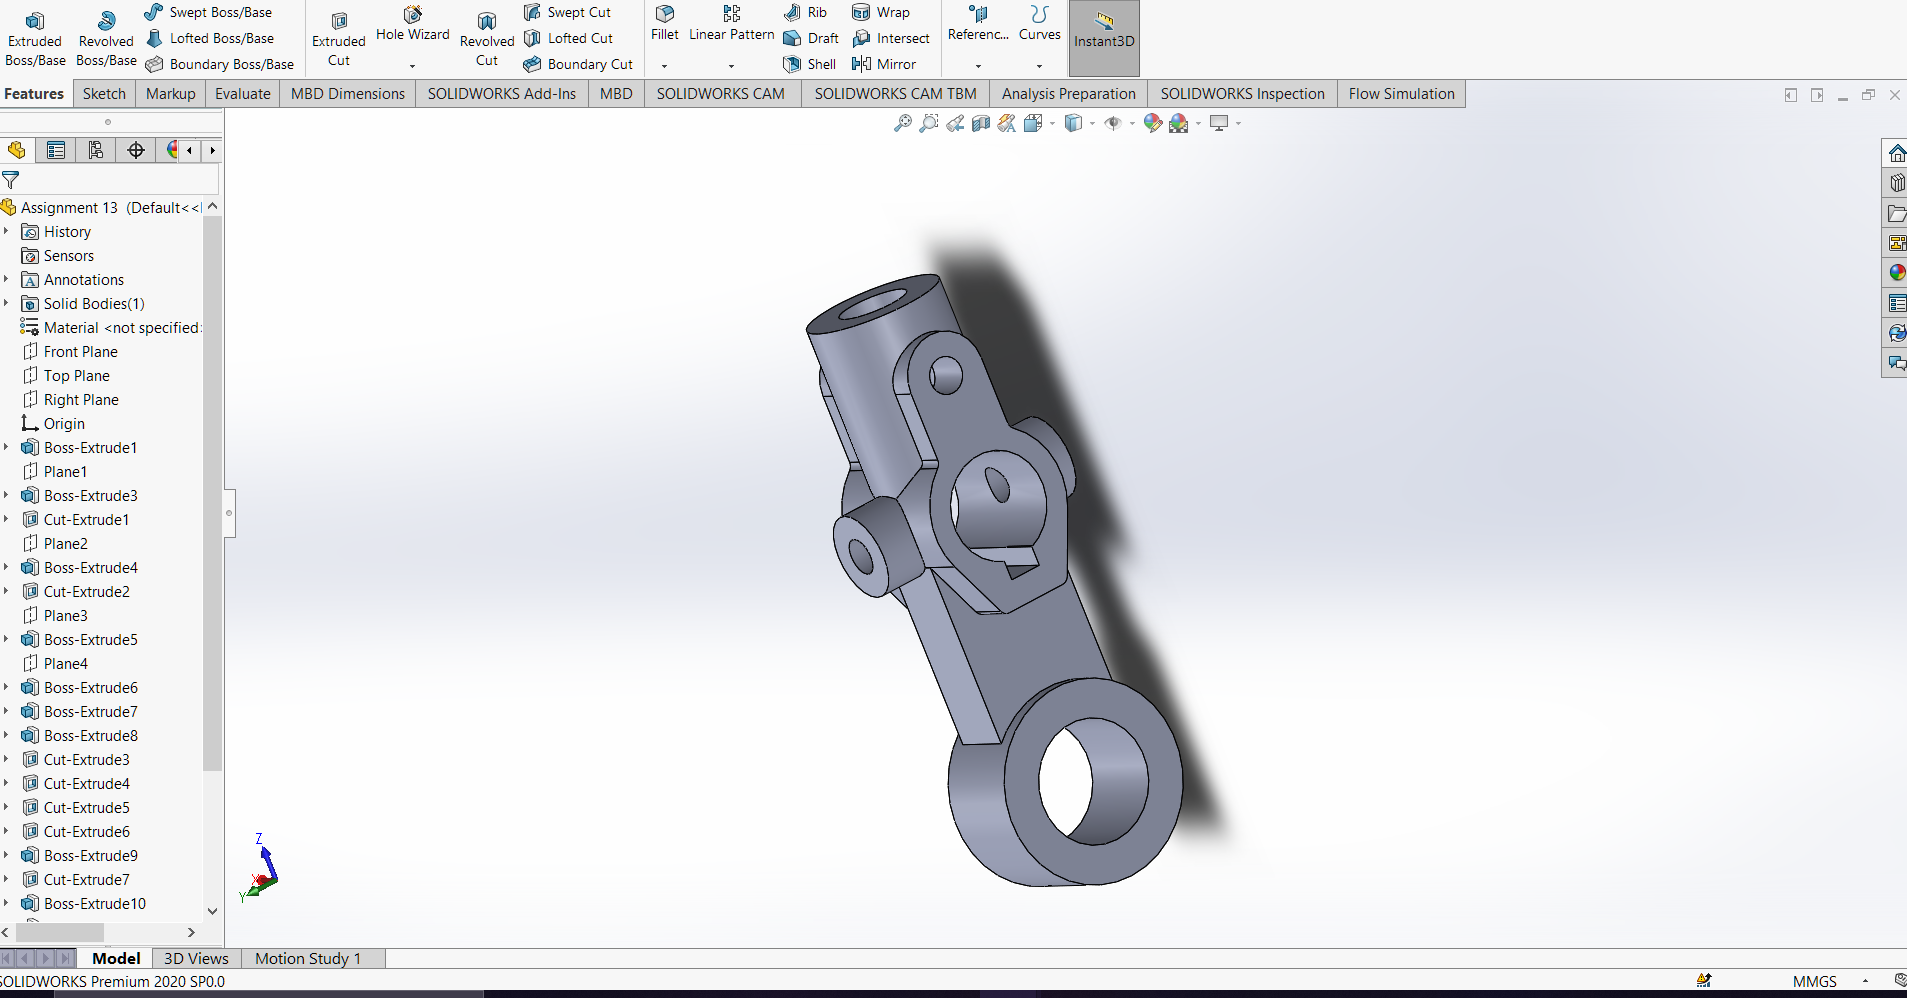 Extruded Boss/Base
Revolved Boss/Base
Swept Boss/Base
Lofted Boss/Base
Boundary Boss/Base
Extruded Cut
Hole Wizard
Revolved Cut
Swept Cut
Lofted Cut
Boundary Cut
Fillet
Linear Pattern
Rib
Draft
Shell
Wrap
Intersect
Mirror
Referenc...
Curves
Instant3D
Features
Sketch
Markup
Evaluate
MBD Dimensions
SOLIDWORKS Add-Ins
MBD
SOLIDWORKS CAM
SOLIDWORKS CAM TBM
Analysis Preparation
SOLIDWORKS Inspection
Flow Simulation
Assignment 13 (Default<<
History
Sensors
A Annotations
Solid Bodies(1)
Material <not specified>
Front Plane
Top Plane
Right Plane
Origin
Boss-Extrude1
Plane1
Boss-Extrude3
Cut-Extrude1
Plane2
Boss-Extrude4
Cut-Extrude2
Plane3
Boss-Extrude5
Plane4
Boss-Extrude6
Boss-Extrude7
Boss-Extrude8
Cut-Extrude3
Cut-Extrude4
Cut-Extrude5
Cut-Extrude6
Boss-Extrude9
Cut-Extrude7
Boss-Extrude10
Z
X
Y
Model
3D Views
Motion Study 1
SOLIDWORKS Premium 2020 SP0.0
MMGS